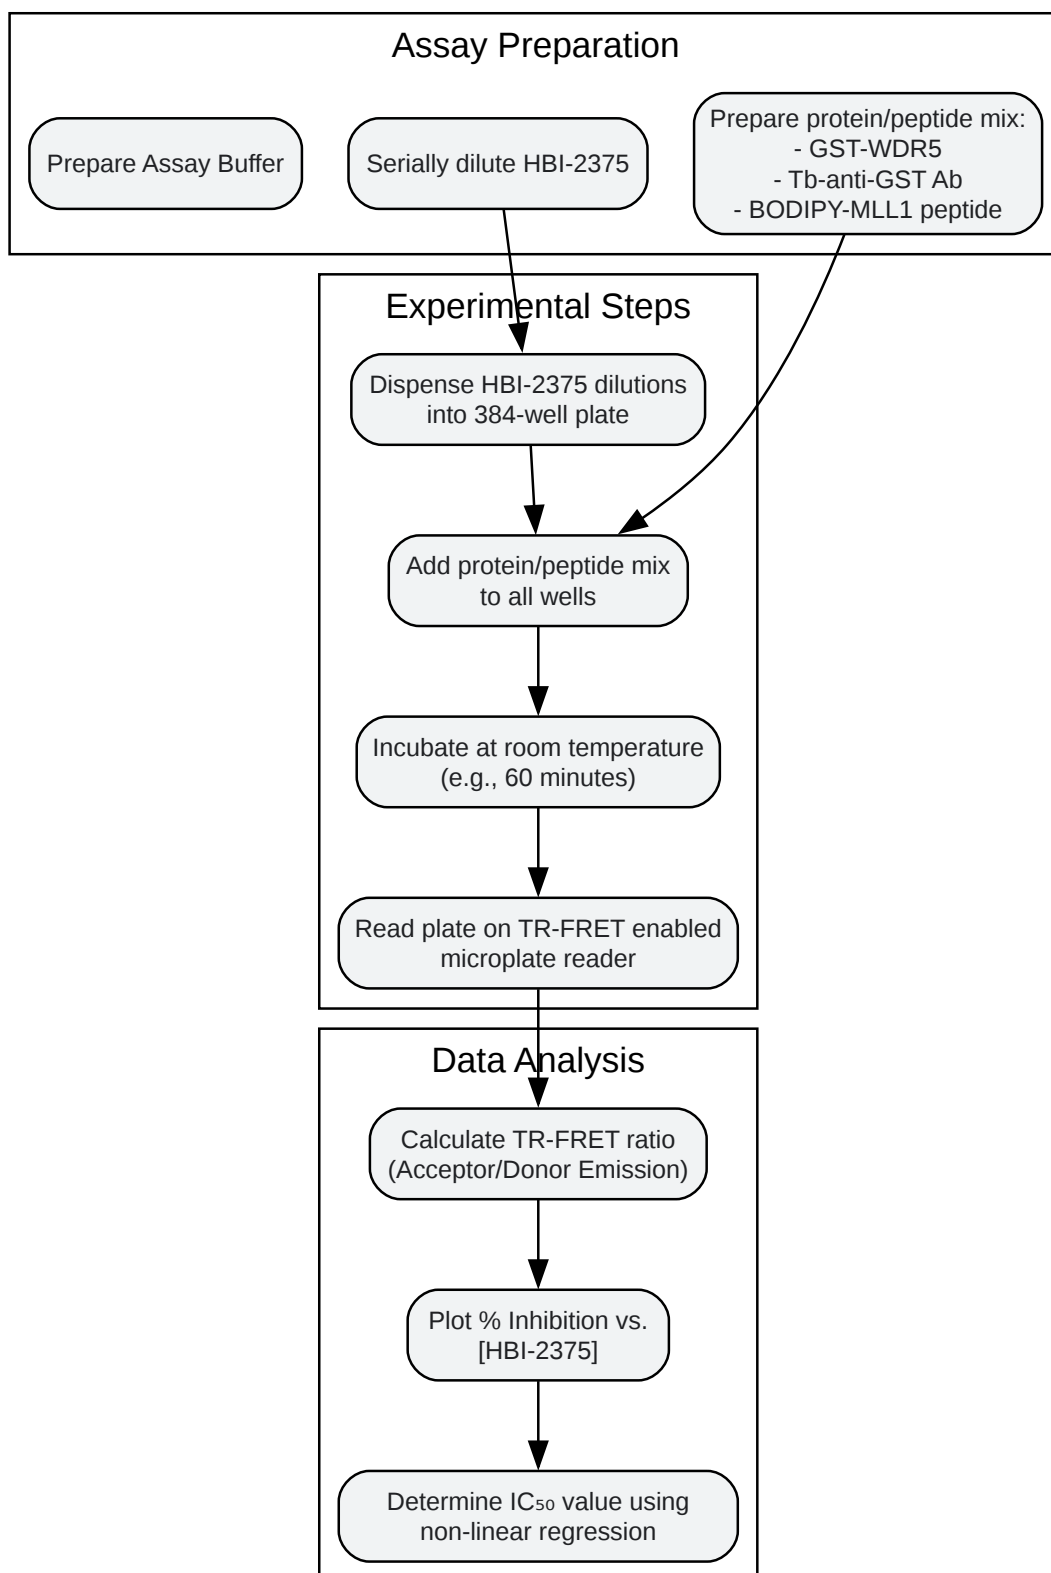 Assay Preparation
Prepare Assay Buffer
Serially dilute HBI-2375
Prepare protein/peptide mix:
- GST-WDR5
- Tb-anti-GST Ab
- BODIPY-MLL1 peptide
Experimental Steps
Dispense HBI-2375 dilutions
into 384-well plate
Add protein/peptide mix
to all wells
Incubate at room temperature
(e.g., 60 minutes)
Read plate on TR-FRET enabled
microplate reader
Data Analysis
Calculate TR-FRET ratio
(Acceptor/Donor Emission)
Plot % Inhibition vs.
[HBI-2375]
Determine IC₅₀ value using
non-linear regression